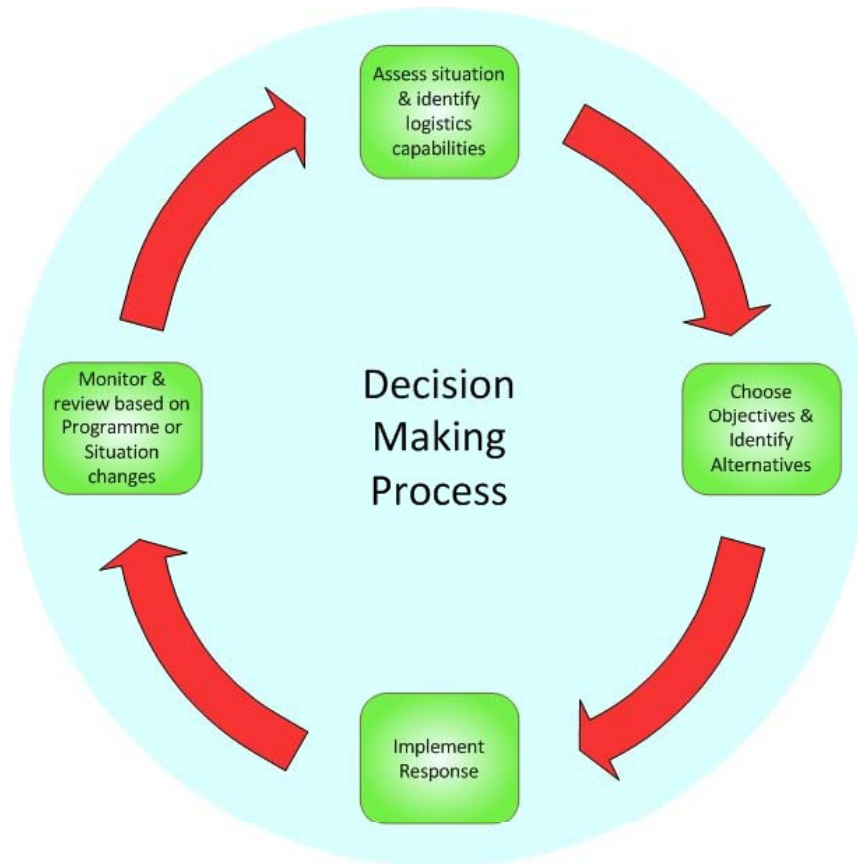 Assess situation
& identify
logistics
capabilities
Choose
Objectives &
Identify
Alternatives
Implement
Response
Monitor &
review based on
Programme or
Situation
changes
Decision
Making
Process